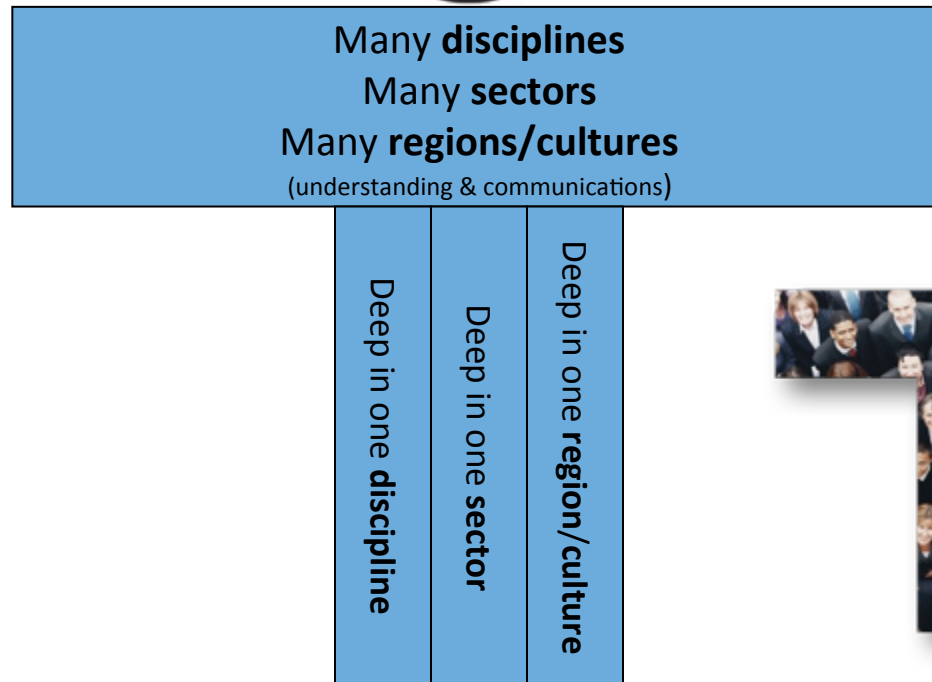 Many disciplines
Many sectors
Many regions/cultures
(understanding & communications)
Deep in one discipline
Deep in one sector
Deep in one region/culture